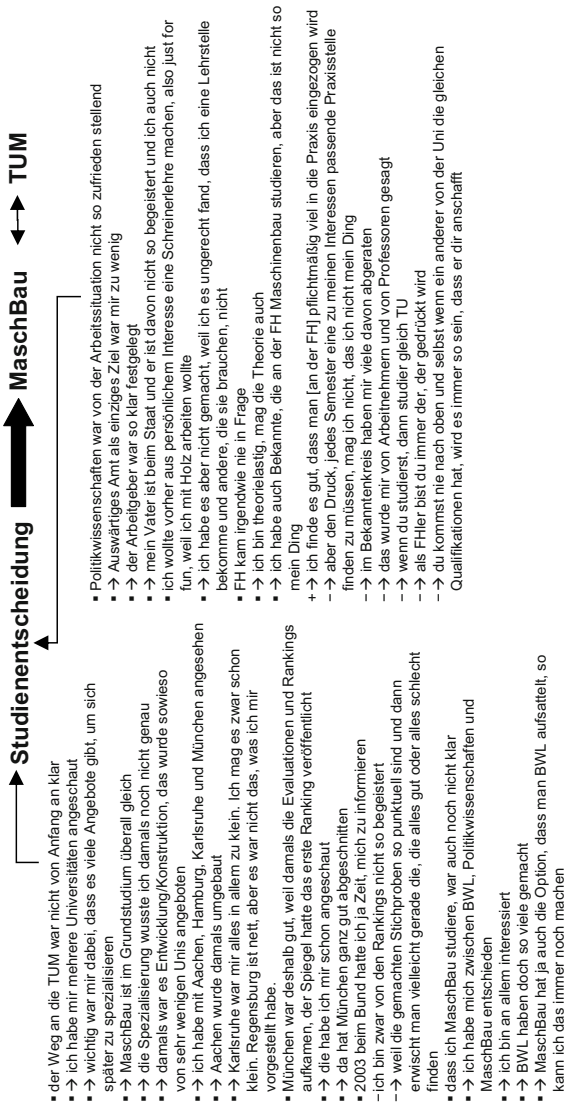 Studienentscheidung → MaschBau ↔ TUM
▪ der Weg an die TUM war nicht von Anfang an klar
▪ → ich habe mir mehrere Universitäten angeschaut
▪ → wichtig war mir dabei, dass es viele Angebote gibt, um sich
später zu spezialisieren
▪ → MaschBau ist im Grundstudium überall gleich
▪ → die Spezialisierung wusste ich damals noch nicht genau
▪ → damals war es Entwicklung/Konstruktion, das wurde sowieso
von sehr wenigen Unis angeboten
▪ → ich habe mit Aachen, Hamburg, Karlsruhe und München angesehen
▪ → Aachen wurde damals umgebaut
▪ → Karlsruhe war mir alles in allem zu klein. Ich mag es zwar schon
klein. Regensburg ist nett, aber es war nicht das, was ich mir
vorgestellt habe.
▪ München war deshalb gut, weil damals die Evaluationen und Rankings
aufkamen, der Spiegel hatte das erste Ranking veröffentlicht
▪ → die habe ich mir schon angeschaut
▪ → da hat München ganz gut abgeschnitten
▪ 2003 beim Bund hatte ich ja Zeit, mich zu informieren
– ich bin zwar von den Rankings nicht so begeistert
– → weil die gemachten Stichproben so punktuell sind und dann
erwischt man vielleicht gerade die, die alles gut oder alles schlecht
finden
▪ dass ich MaschBau studiere, war auch noch nicht klar
▪ → ich habe mich zwischen BWL, Politikwissenschaften und
MaschBau entschieden
▪ → ich bin an allem interessiert
▪ → BWL haben doch so viele gemacht
▪ → MaschBau hat ja auch die Option, dass man BWL aufsattelt, so
kann ich das immer noch machen
▪ Politikwissenschaften war von der Arbeitssituation nicht so zufrieden stellend
▪ → Auswärtiges Amt als einziges Ziel war mir zu wenig
▪ → der Arbeitgeber war so klar festgelegt
▪ → mein Vater ist beim Staat und er ist davon nicht so begeistert und ich auch nicht
▪ ich wollte vorher aus persönlichem Interesse eine Schreinerlehre machen, also just for
fun, weil ich mit Holz arbeiten wollte
▪ → ich habe es aber nicht gemacht, weil ich es ungerecht fand, dass ich eine Lehrstelle
bekomme und andere, die sie brauchen, nicht
▪ FH kam irgendwie nie in Frage
▪ → ich bin theorielastig, mag die Theorie auch
▪ → ich habe auch Bekannte, die an der FH Maschinenbau studieren, aber das ist nicht so
mein Ding
+ → ich finde es gut, dass man [an der FH] pflichtmäßig viel in die Praxis eingezogen wird
– → aber den Druck, jedes Semester eine zu meinen Interessen passende Praxisstelle
finden zu müssen, mag ich nicht, das ich nicht mein Ding
– → im Bekanntenkreis haben mir viele davon abgeraten
– → das wurde mir von Arbeitnehmern und von Professoren gesagt
– → wenn du studierst, dann studier gleich TU
– → als FHler bist du immer der, der gedrückt wird
– → du kommst nie nach oben und selbst wenn ein anderer von der Uni die gleichen
Qualifikationen hat, wird es immer so sein, dass er dir anschafft